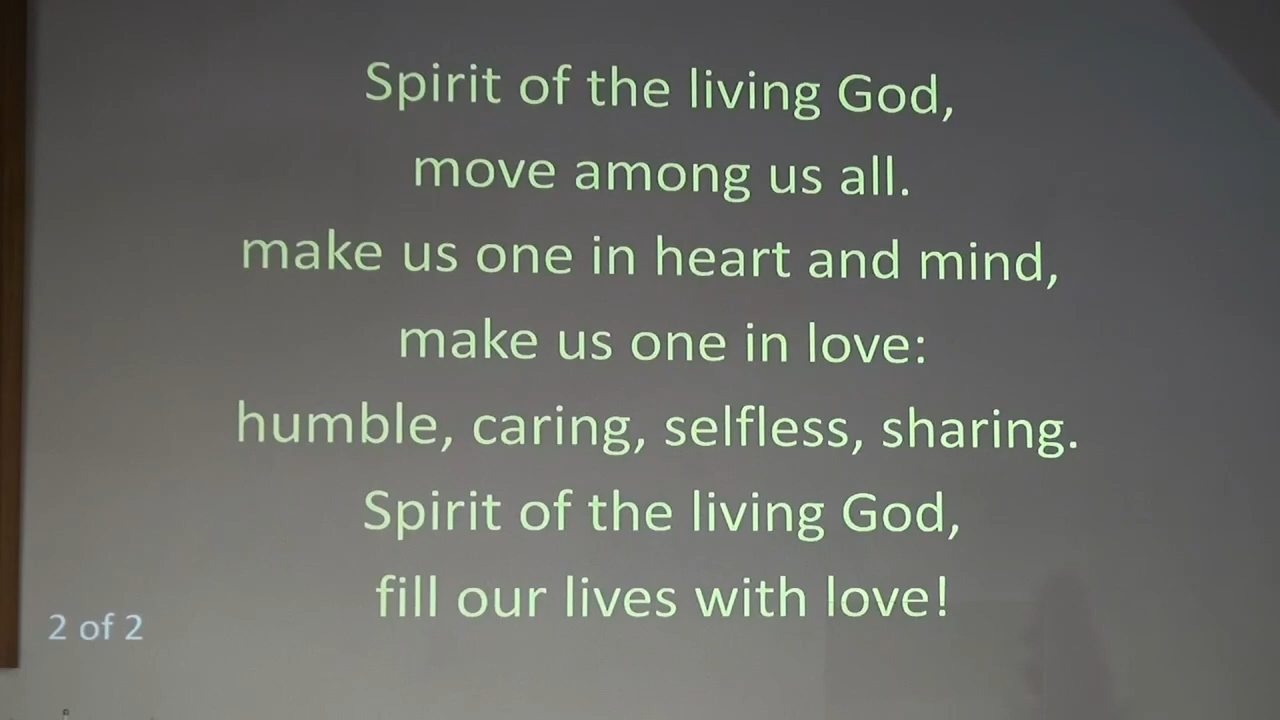 Spirit of the living God,
move among us all.
make us one in heart and mind,
make us one in love:
humble, caring, selfless, sharing.
Spirit of the living God,
fill our lives with love!
2 of 2